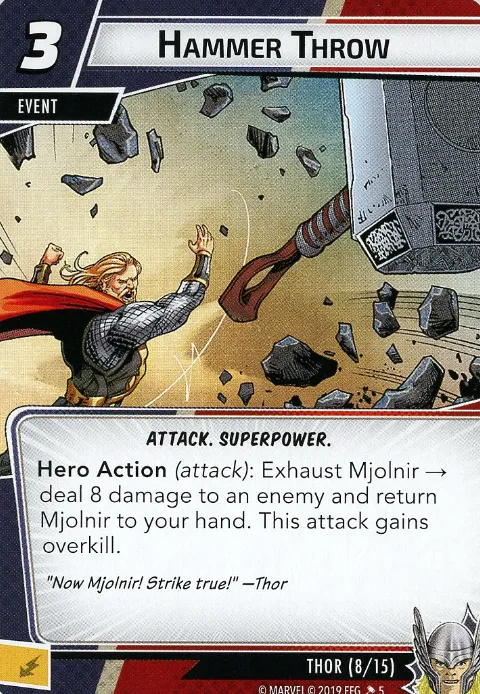 3
HAMMER THROW
EVENT
ATTACK. SUPERPOWER.
Hero Action (attack): Exhaust Mjolnir →
deal 8 damage to an enemy and return
Mjolnir to your hand. This attack gains
overkill.
"Now Mjolnir! Strike true!" —Thor
THOR (8/15)
© MARVEL © 2019 FFG 5